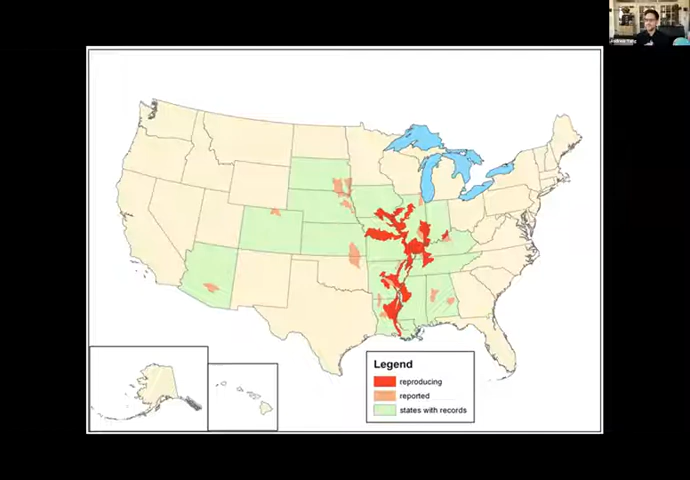 Legend
reproducing
reported
states with records